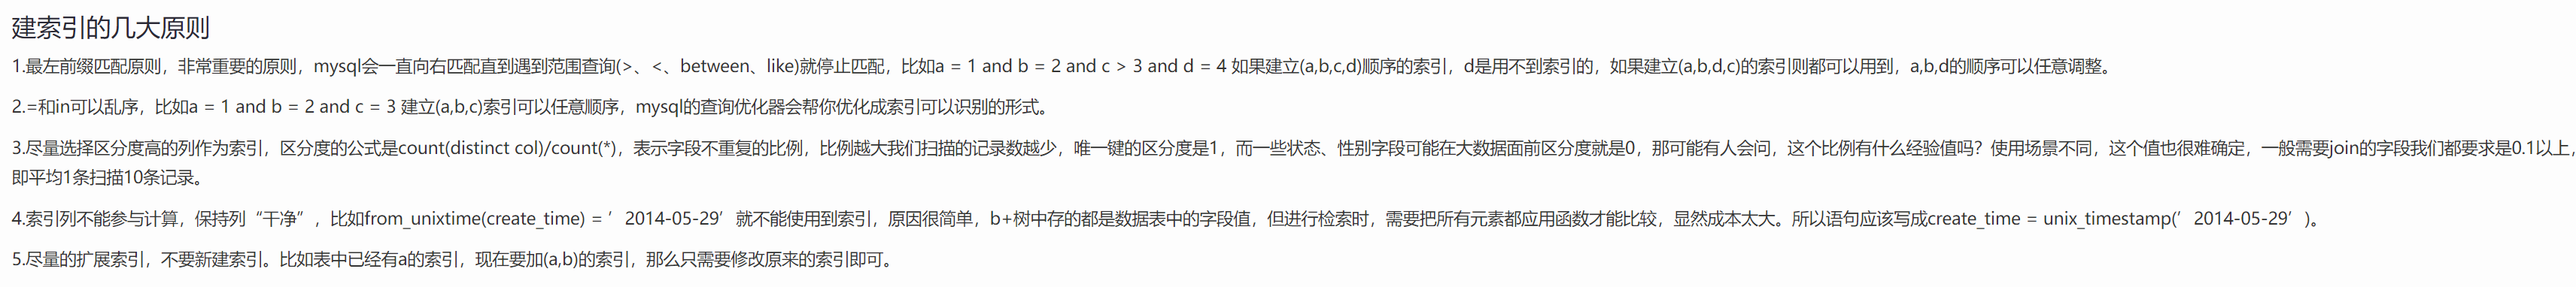 建索引的几大原则
1.最左前缀匹配原则，非常重要的原则，mysql会一直向右匹配直到遇到范围查询(>、<、between、like)就停止匹配，比如a = 1 and b = 2 and c > 3 and d = 4 如果建立(a,b,c,d)顺序的索引，d是用不到索引的，如果建立(a,b,d,c)的索引则都可以用到，a,b,d的顺序可以任意调整。
2.=和in可以乱序，比如a = 1 and b = 2 and c = 3 建立(a,b,c)索引可以任意顺序，mysql的查询优化器会帮你优化成索引可以识别的形式。
3.尽量选择区分度高的列作为索引，区分度的公式是count(distinct col)/count(*)，表示字段不重复的比例，比例越大我们扫描的记录数越少，唯一键的区分度是1，而一些状态、性别字段可能在大数据面前区分度就是0，那可能有人会问，这个比例有什么经验值吗？使用场景不同，这个值也很难确定，一般需要join的字段我们都要求是0.1以上，
即平均1条扫描10条记录。
4.索引列不能参与计算，保持列“干净”，比如from_unixtime(create_time) = ’2014-05-29’就不能使用到索引，原因很简单，b+树中存的都是数据表中的字段值，但进行检索时，需要把所有元素都应用函数才能比较，显然成本太大。所以语句应该写成create_time = unix_timestamp(’2014-05-29’)。
5.尽量的扩展索引，不要新建索引。比如表中已经有a的索引，现在要加(a,b)的索引，那么只需要修改原来的索引即可。